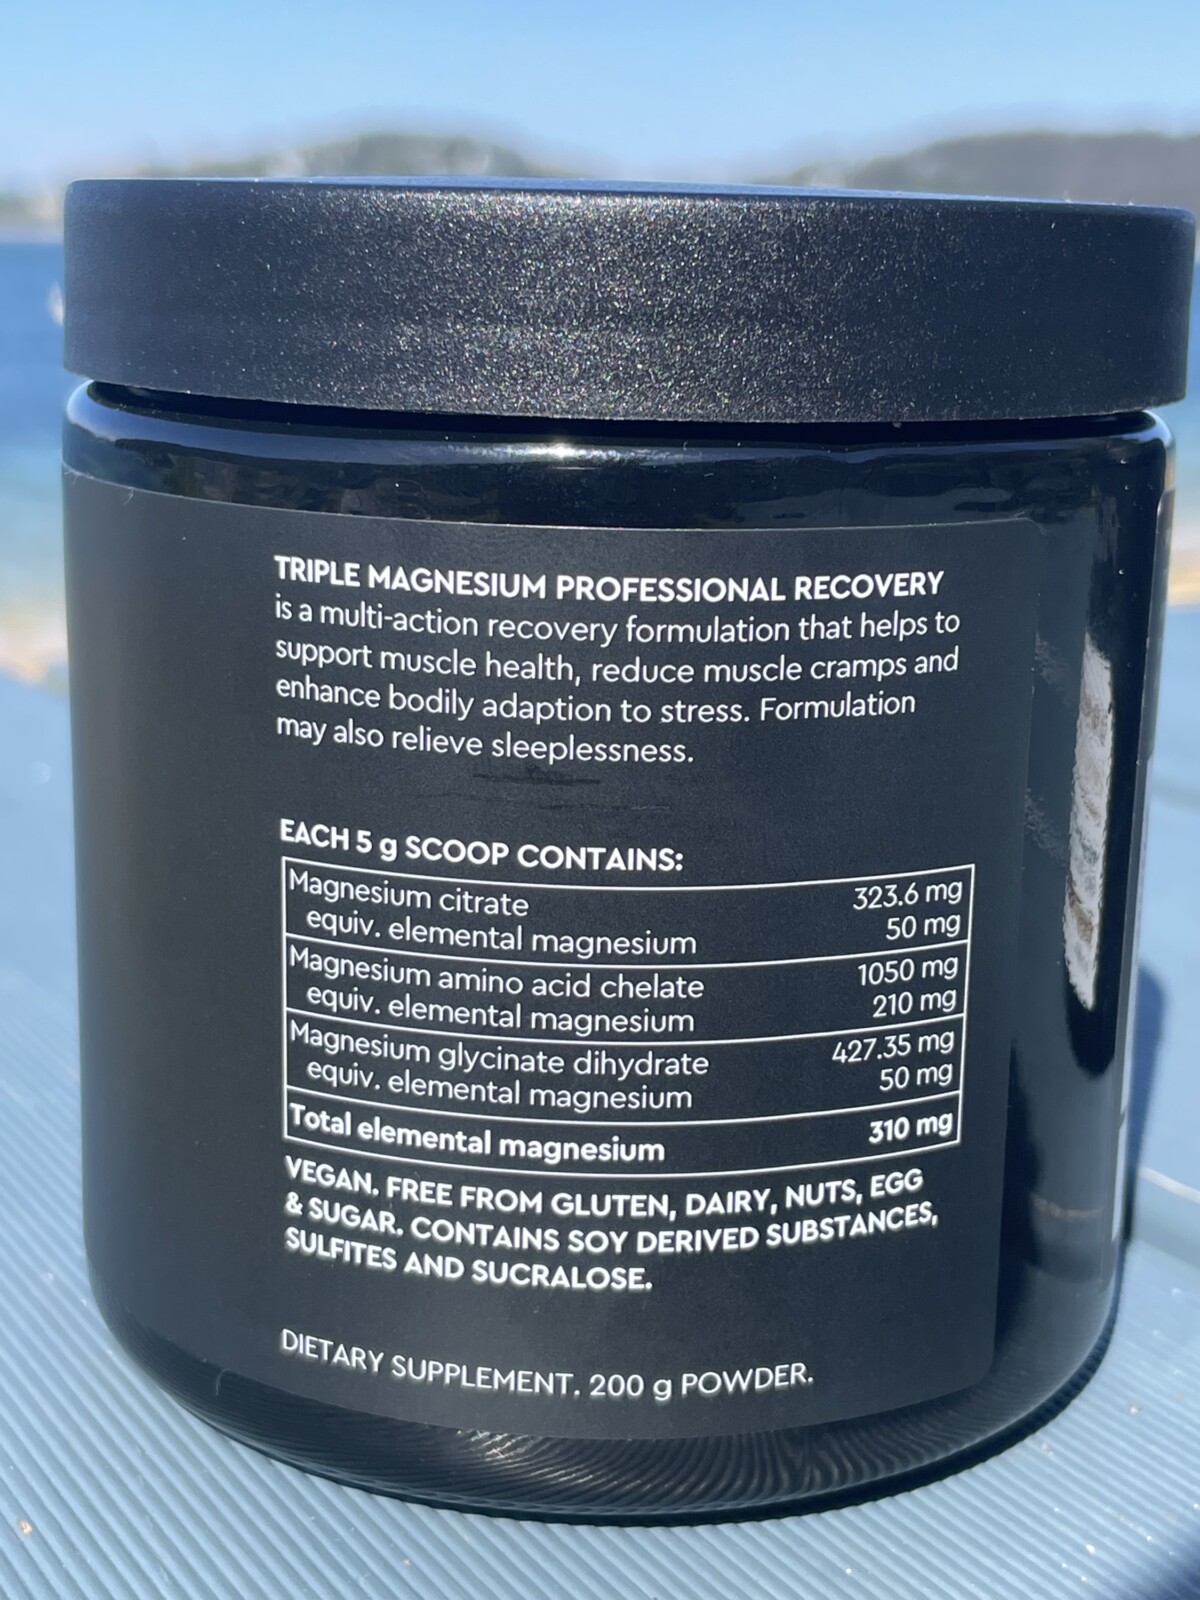 TRIPLE MAGNESIUM PROFESSIONAL RECOVERY
is a multi-action recovery formulation that helps to
support muscle health, reduce muscle cramps and
enhance bodily adaption to stress. Formulation
may also relieve sleeplessness.
EACH 5 g SCOOP CONTAINS:
Magnesium citrate 323.6 mg
equiv. elemental magnesium 50 mg
Magnesium amino acid chelate 1050 mg
equiv. elemental magnesium 210 mg
Magnesium glycinate dihydrate 427.35 mg
equiv. elemental magnesium 50 mg
Total elemental magnesium 310 mg
VEGAN. FREE FROM GLUTEN, DAIRY, NUTS, EGG
& SUGAR. CONTAINS SOY DERIVED SUBSTANCES,
SULFITES AND SUCRALOSE.
DIETARY SUPPLEMENT. 200 g POWDER.